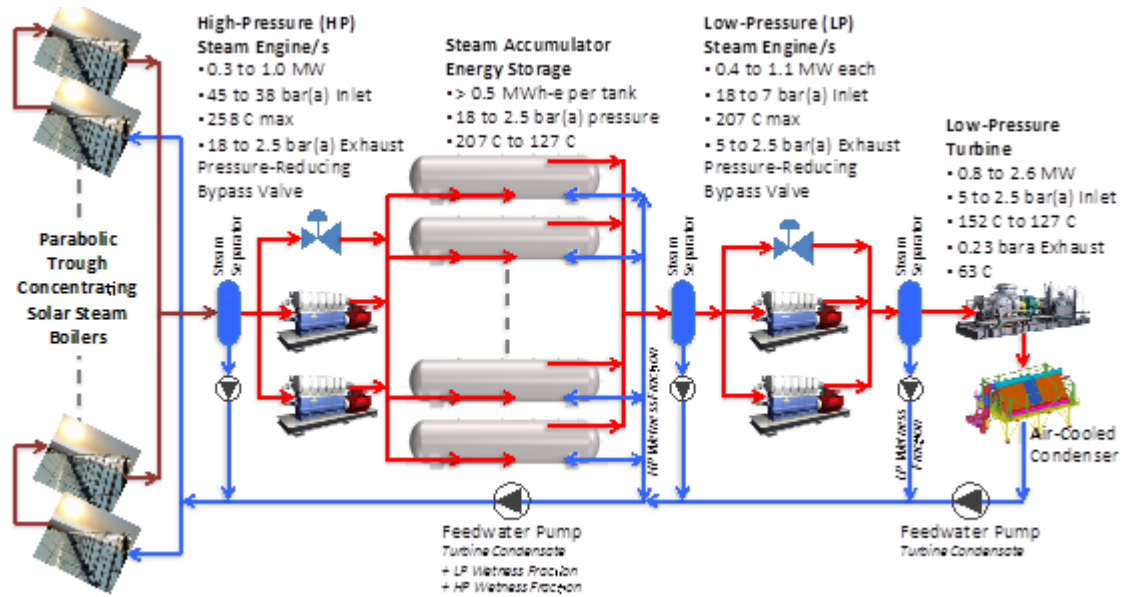 High-Pressure (HP)
Steam Engine/s
▪ 0.3 to 1.0 MW
▪ 45 to 38 bar(a) Inlet
▪ 258 C max
▪ 18 to 2.5 bar(a) Exhaust
Pressure-Reducing
Bypass Valve
Steam Accumulator
Energy Storage
▪ > 0.5 MWh-e per tank
▪ 18 to 2.5 bar(a) pressure
▪ 207 C to 127 C
Low-Pressure (LP)
Steam Engine/s
▪ 0.4 to 1.1 MW each
▪ 18 to 7 bar(a) Inlet
▪ 207 C max
▪ 5 to 2.5 bar(a) Exhaust
Pressure-Reducing
Bypass Valve
Low-Pressure
Turbine
▪ 0.8 to 2.6 MW
▪ 5 to 2.5 bar(a) Inlet
▪ 152 C to 127 C
▪ 0.23 bara Exhaust
▪ 63 C
Parabolic
Trough
Concentrating
Solar Steam
Boilers
Steam
Separator
Steam
Separator
Steam
Separator
HP Wetness Fraction
LP Wetness
Fraction
Air-Cooled
Condenser
Feedwater Pump
Turbine Condensate
+ LP Wetness Fraction
+ HP Wetness Fraction
Feedwater Pump
Turbine Condensate